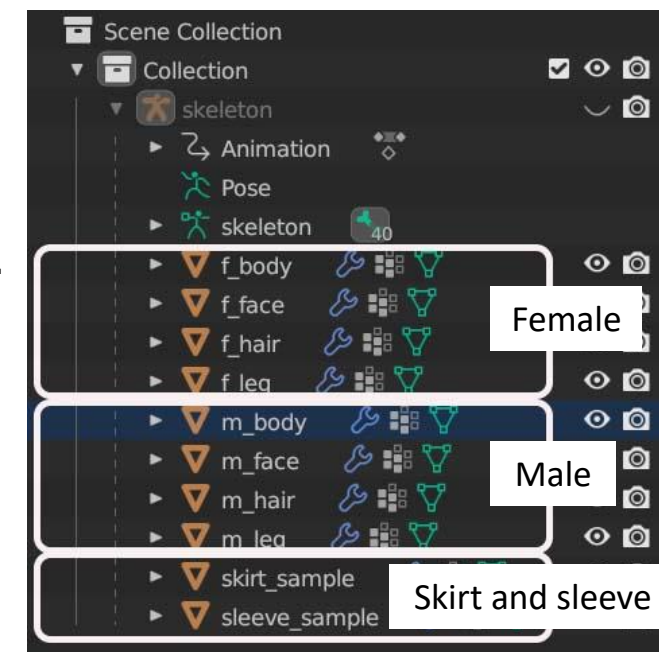 Scene Collection
Collection
skeleton
Animation
Pose
skeleton 40
f_body
f_face
Female
f_hair
f_leg
m_body
m_face
Male
m_hair
m_leg
skirt_sample
Skirt and sleeve
sleeve_sample